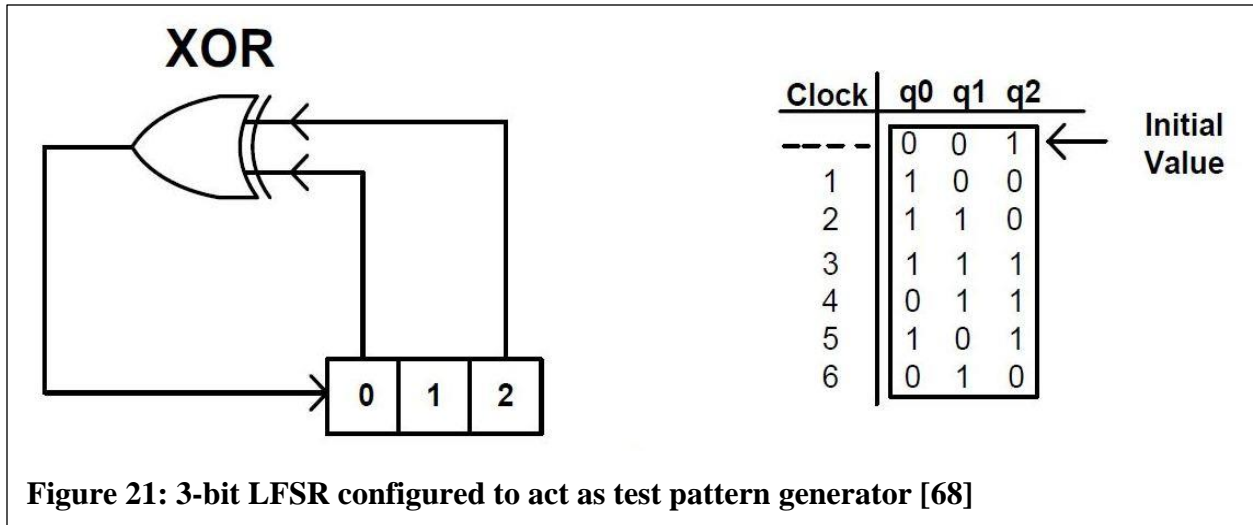 XOR
0 1 2
Clock q0 q1 q2
---- 0 0 1
Initial
Value
1 1 0 0
2 1 1 0
3 1 1 1
4 0 1 1
5 1 0 1
6 0 1 0
Figure 21: 3-bit LFSR configured to act as test pattern generator [68]